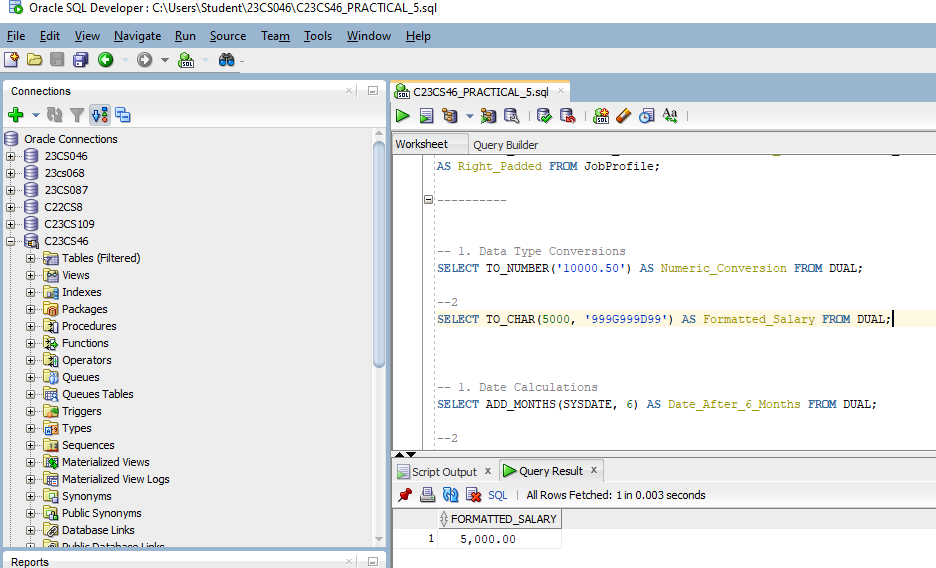 Oracle SQL Developer : C:\Users\Student\23CS046\C23CS46_PRACTICAL_5.sql
File Edit View Navigate Run Source Team Tools Window Help
Connections
Oracle Connections
23CS046
23cs068
23CS087
C22CS8
C23CS109
C23CS46
Tables (Filtered)
Views
Indexes
Packages
Procedures
Functions
Operators
Queues
Queues Tables
Triggers
Types
Sequences
Materialized Views
Materialized View Logs
Synonyms
Public Synonyms
Database Links
Public Database Links
Reports
C23CS46_PRACTICAL_5.sql
Worksheet Query Builder
AS Right_Padded FROM JobProfile;
----------
-- 1. Data Type Conversions
SELECT TO_NUMBER('10000.50') AS Numeric_Conversion FROM DUAL;
--2
SELECT TO_CHAR(5000, '999G999D99') AS Formatted_Salary FROM DUAL;
-- 1. Date Calculations
SELECT ADD_MONTHS(SYSDATE, 6) AS Date_After_6_Months FROM DUAL;
--2
Script Output Query Result
SQL All Rows Fetched: 1 in 0.003 seconds
FORMATTED_SALARY
1 5,000.00